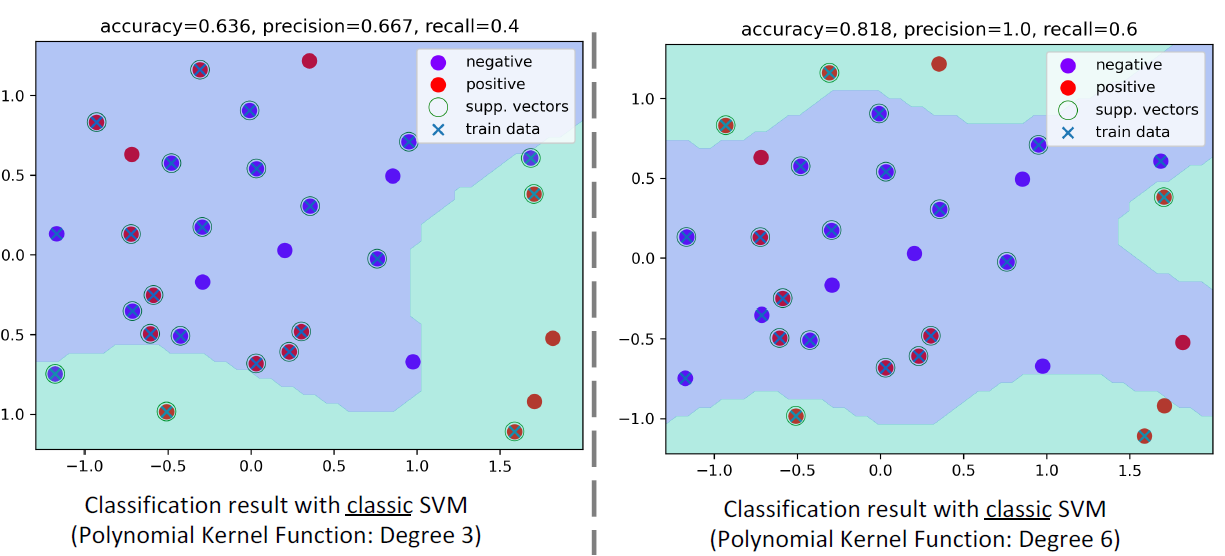 accuracy=0.636, precision=0.667, recall=0.4
negative
positive
supp. vectors
train data
1.0
0.5
0.0
0.5
1.0
−1.0 −0.5 0.0 0.5 1.0 1.5
Classification result with classic SVM
(Polynomial Kernel Function: Degree 3)
accuracy=0.818, precision=1.0, recall=0.6
negative
positive
supp. vectors
train data
1.0
0.5
0.0
−0.5
−1.0
−1.0 −0.5 0.0 0.5 1.0 1.5
Classification result with classic SVM
(Polynomial Kernel Function: Degree 6)